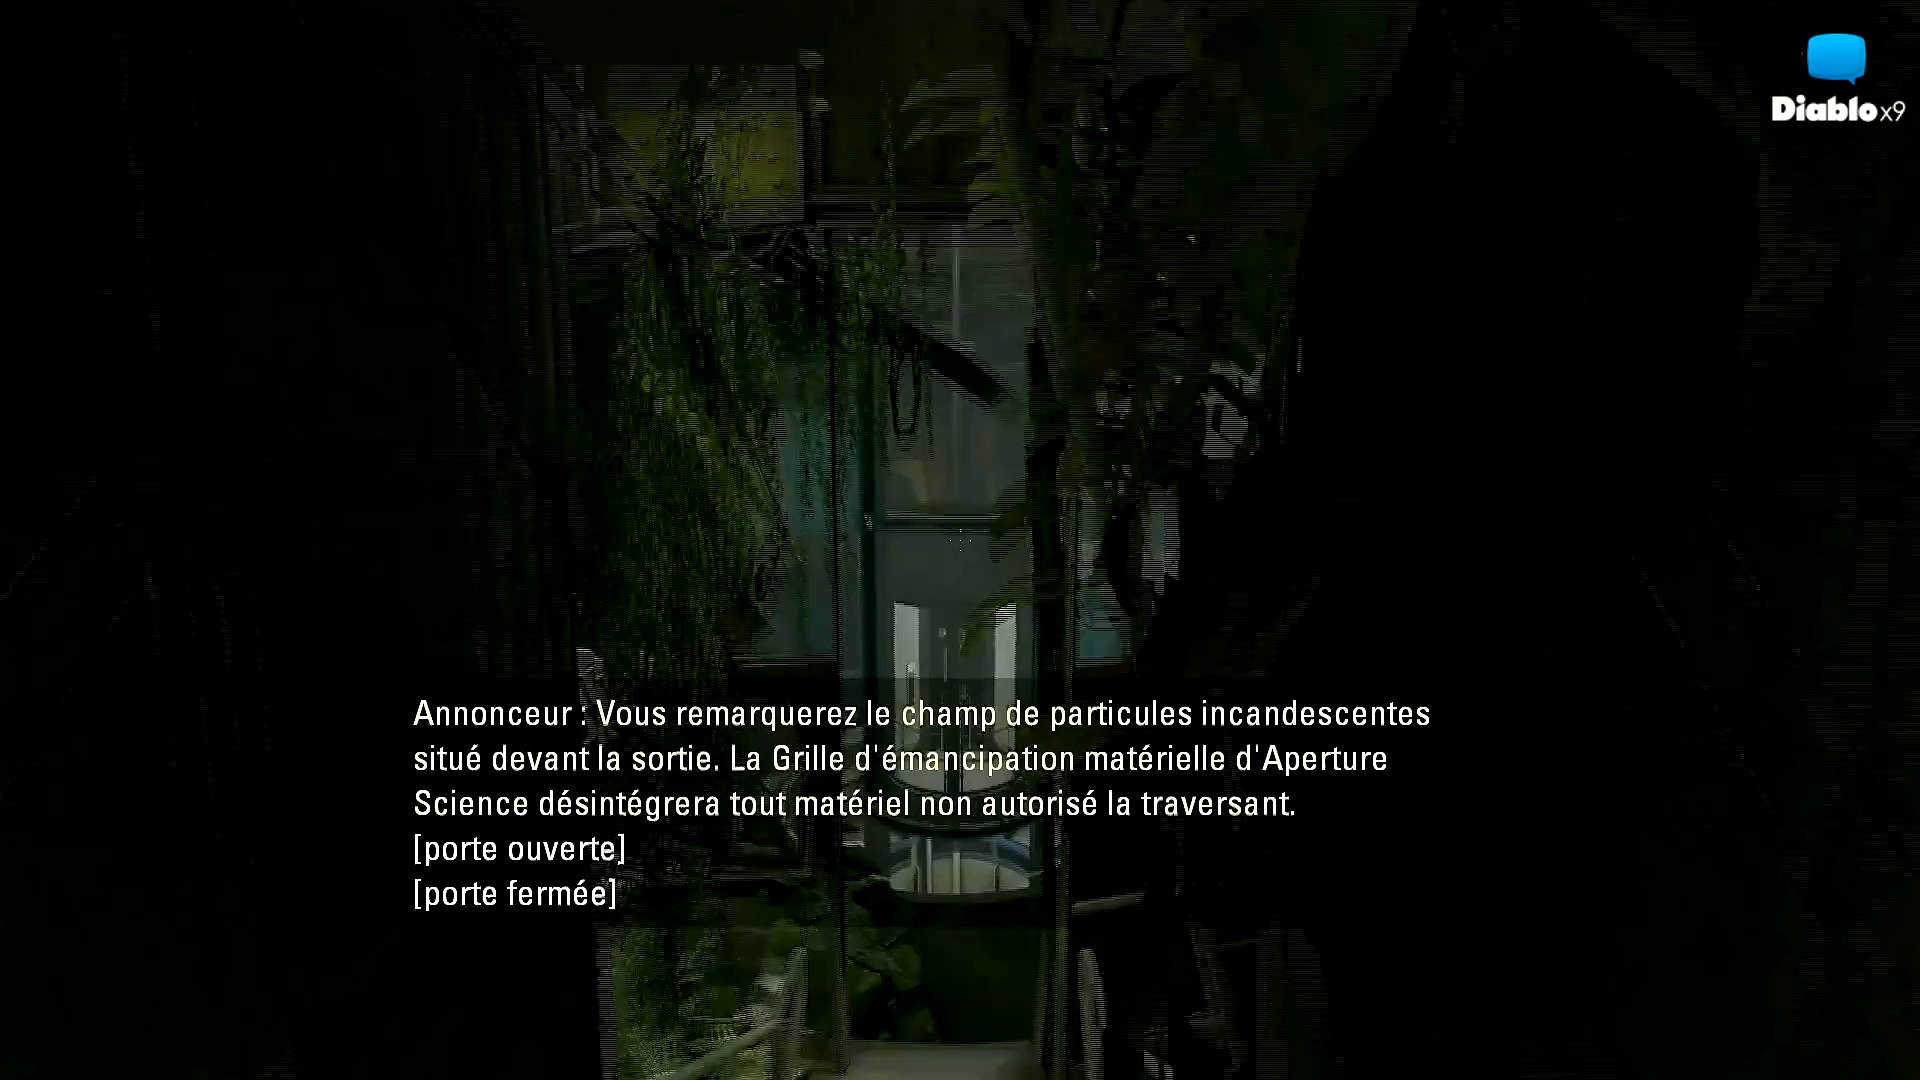 Diablox9
Annonceur : Vous remarquerez le champ de particules incandescentes
situé devant la sortie. La Grille d'émancipation matérielle d'Aperture
Science désintégrera tout matériel non autorisé la traversant.
[porte ouverte]
[porte fermée]